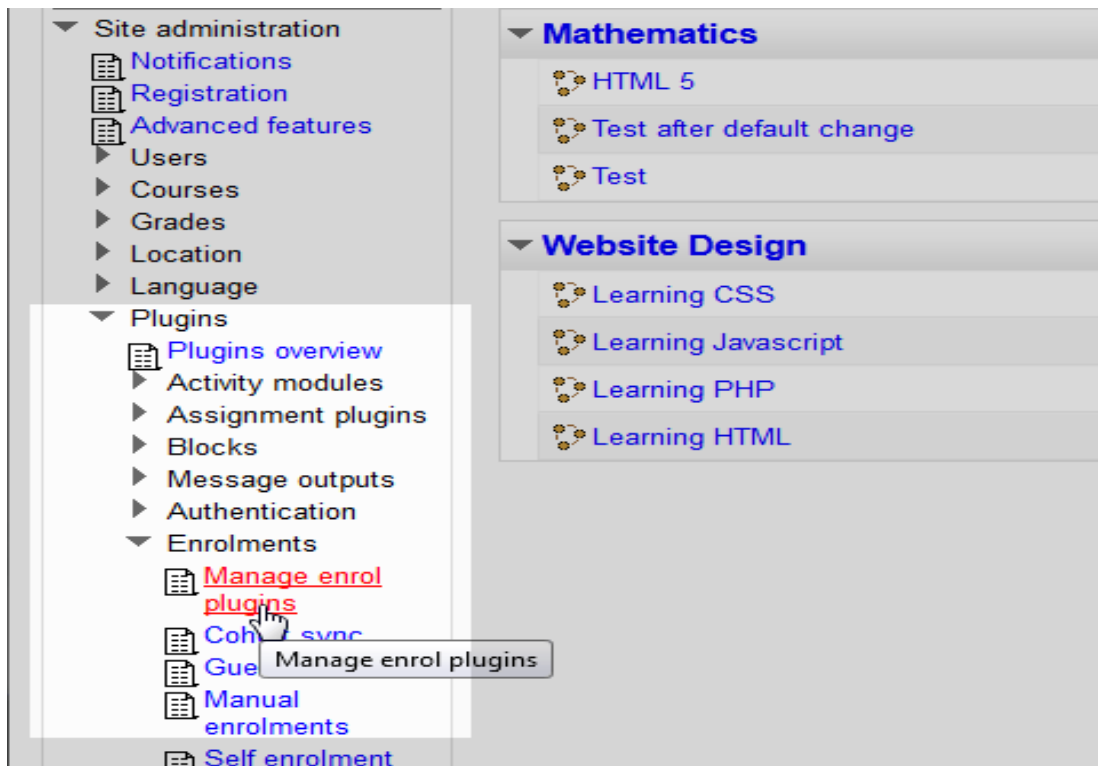 Site administration
Notifications
Registration
Advanced features
Users
Courses
Grades
Location
Language
Plugins
Plugins overview
Activity modules
Assignment plugins
Blocks
Message outputs
Authentication
Enrolments
Manage enrol
plugins
sync
Manage enrol plugins
Manual
enrolments
Self enrolment
Mathematics
HTML 5
Test after default change
Test
Website Design
Learning CSS
Learning Javascript
Learning PHP
Learning HTML